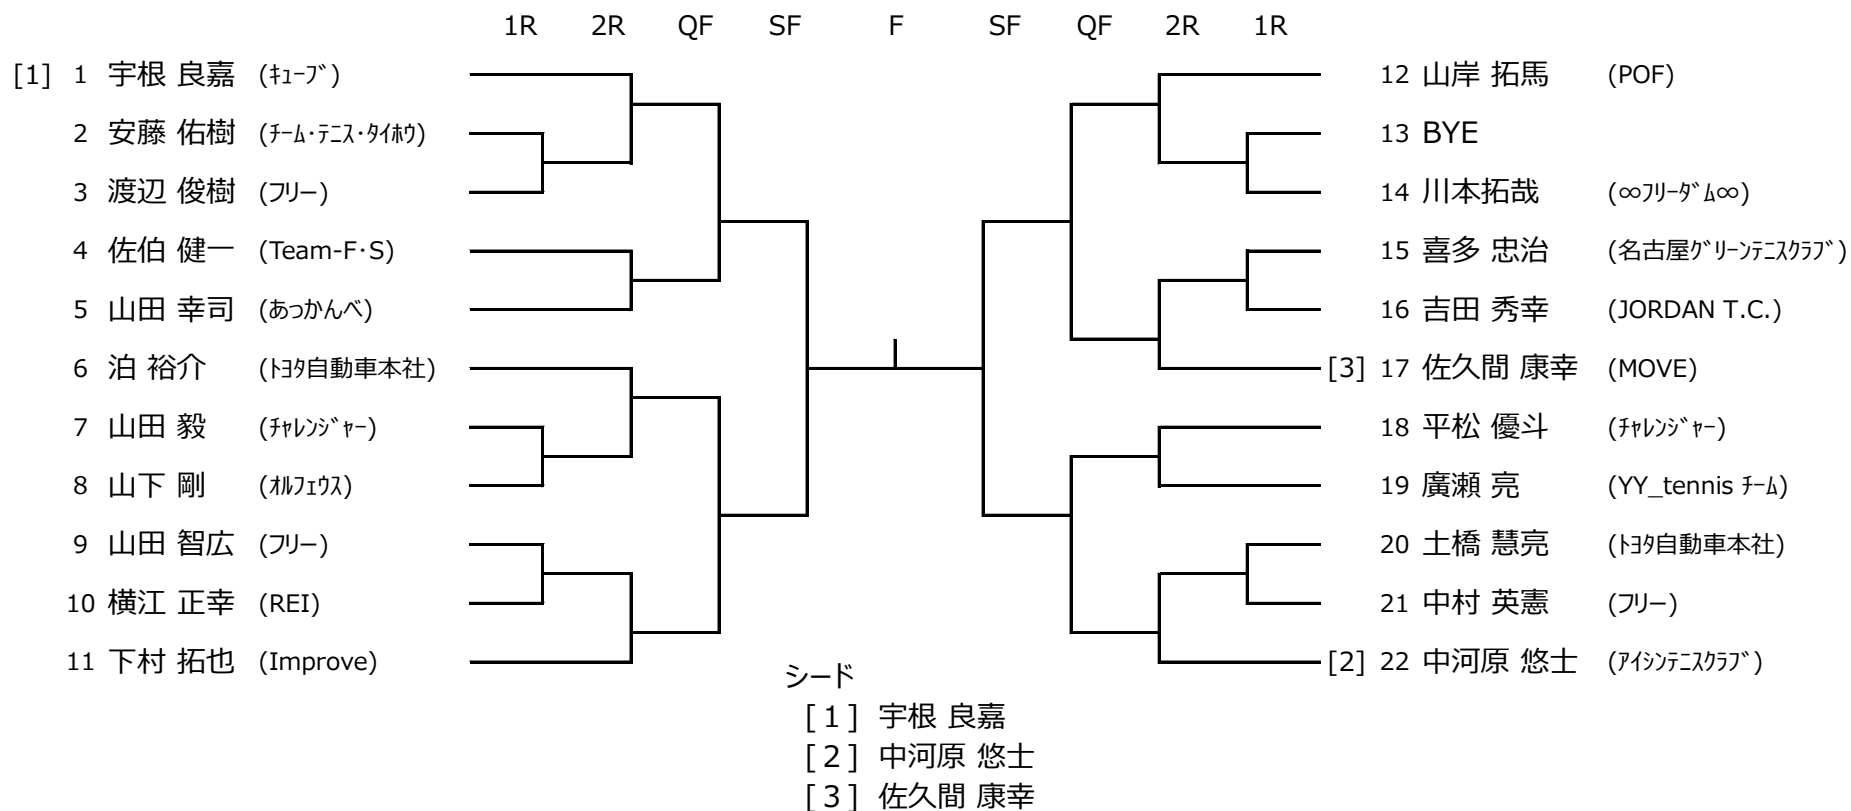 1R 2R QF SF F SF QF 2R 1R
[1] 1 宇根 良嘉 (ｷｭｰﾌﾞ)
2 安藤 佑樹 (ﾁｰﾑ･ﾃﾆｽ･ﾀｲﾎｳ)
3 渡辺 俊樹 (フリー)
4 佐伯 健一 (Team-F･S)
5 山田 幸司 (あっかんべ)
6 泊 裕介 (ﾄﾖﾀ自動車本社)
7 山田 毅 (ﾁｬﾚﾝｼﾞｬｰ)
8 山下 剛 (ｵﾙﾌｪｳｽ)
9 山田 智広 (フリー)
10 横江 正幸 (REI)
11 下村 拓也 (Improve)
12 山岸 拓馬 (POF)
13 BYE
14 川本拓哉 (∞ﾌﾘｰﾀﾞﾑ∞)
15 喜多 忠治 (名古屋ｸﾞﾘｰﾝﾃﾆｽｸﾗﾌﾞ)
16 吉田 秀幸 (JORDAN T.C.)
[3] 17 佐久間 康幸 (MOVE)
18 平松 優斗 (ﾁｬﾚﾝｼﾞｬｰ)
19 廣瀬 亮 (YY_tennis ﾁｰﾑ)
20 土橋 慧亮 (ﾄﾖﾀ自動車本社)
21 中村 英憲 (フリー)
[2] 22 中河原 悠士 (ｱｲｼﾝﾃﾆｽｸﾗﾌﾞ)
シード
[１] 宇根 良嘉
[２] 中河原 悠士
[３] 佐久間 康幸